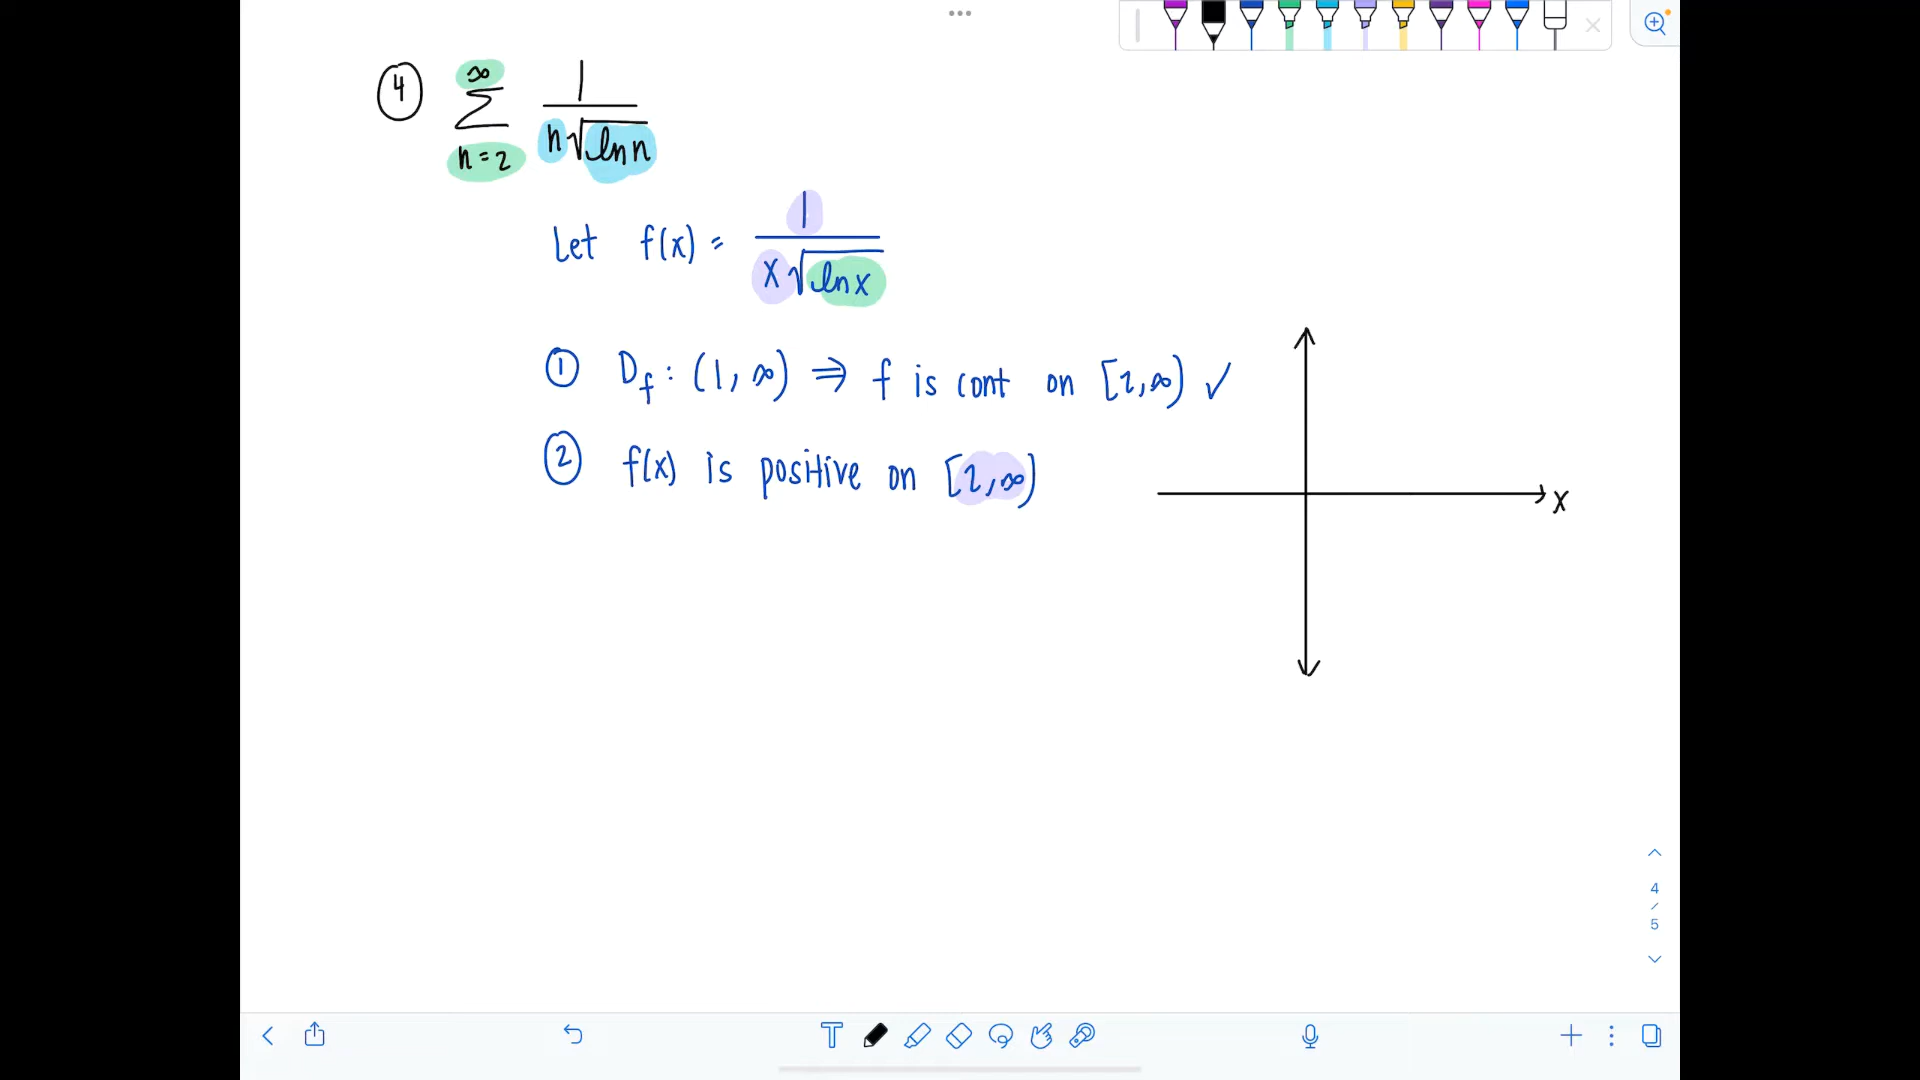 ④ ∞ ∑ n=2 1/(n√(ln n))
Let f(x) = 1/(x√(ln x))
① D_f : (1, ∞) ⇒ f is cont on [2, ∞) ✓
② f(x) is positive on [2, ∞)
x
4
/
5
T